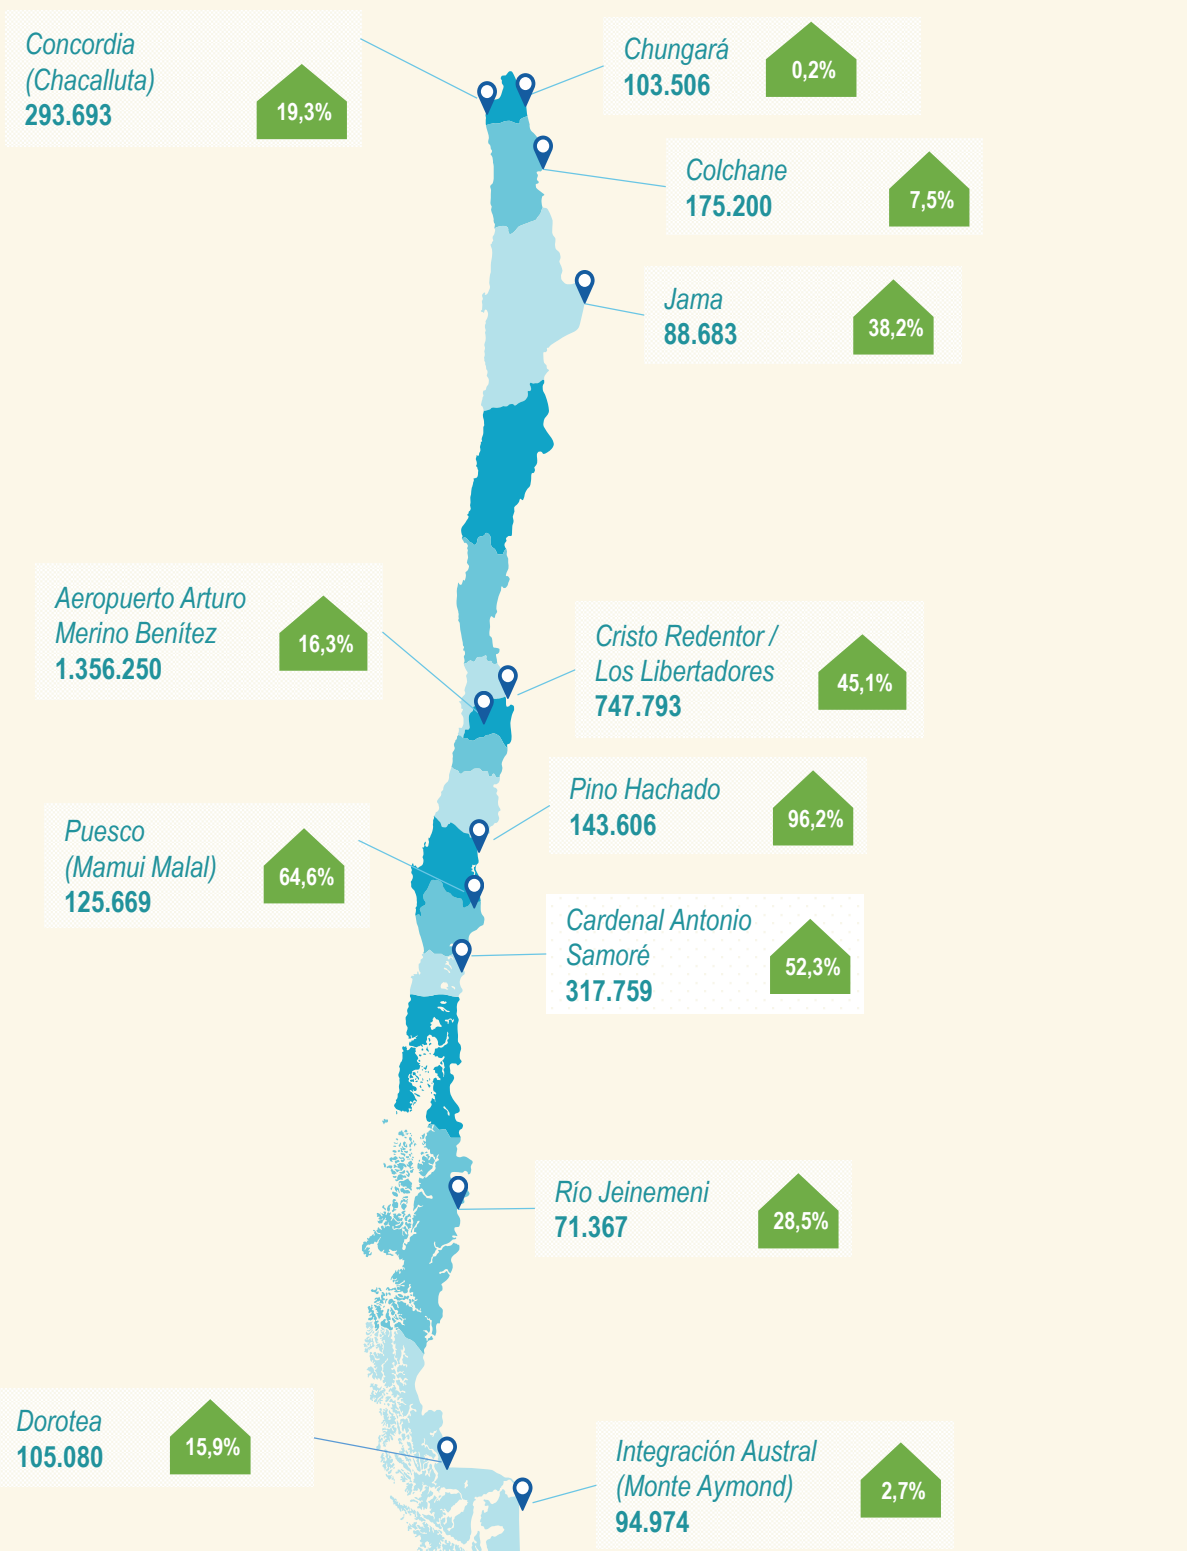 Concordia
(Chacalluta)
293.693
19,3%
Chungará
103.506
0,2%
Colchane
175.200
7,5%
Jama
88.683
38,2%
Aeropuerto Arturo
Merino Benítez
1.356.250
16,3%
Cristo Redentor /
Los Libertadores
747.793
45,1%
Pino Hachado
143.606
96,2%
Puesco
(Mamui Malal)
125.669
64,6%
Cardenal Antonio
Samoré
317.759
52,3%
Río Jeinemeni
71.367
28,5%
Dorotea
105.080
15,9%
Integración Austral
(Monte Aymond)
94.974
2,7%